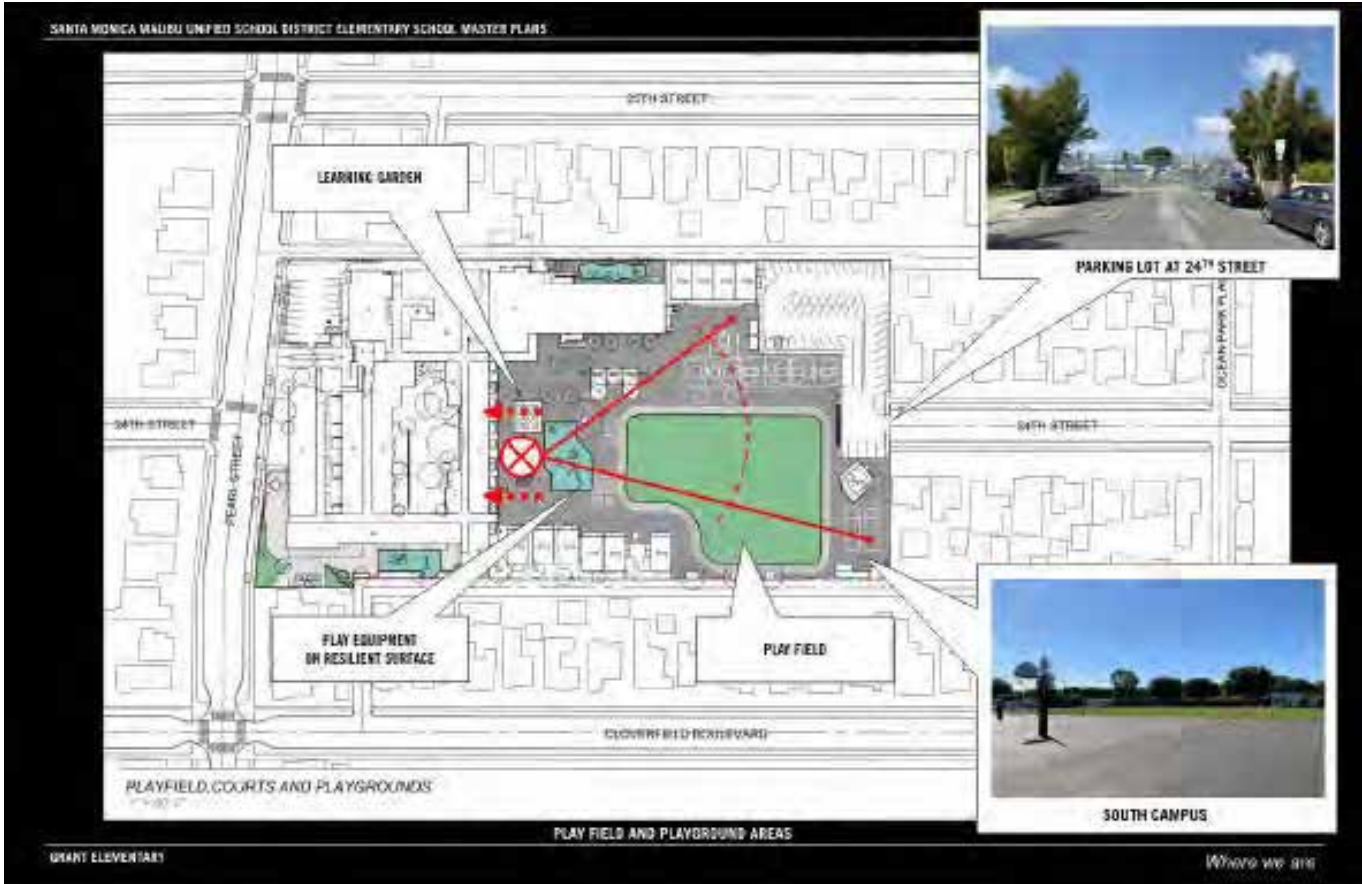 SANTA MONICA MALIBU UNIFIED SCHOOL DISTRICT ELEMENTARY SCHOOL MASTER PLANS
25TH STREET
LEARNING GARDEN
PARKING LOT AT 24TH STREET
OCEAN PARK
24TH STREET
24TH STREET
PEARL STREET
PLAY EQUIPMENT
ON RESILIENT SURFACE
PLAY FIELD
CLOVERFIELD BOULEVARD
PLAYFIELD, COURTS AND PLAYGROUNDS
SOUTH CAMPUS
PLAY FIELD AND PLAYGROUND AREAS
GRANT ELEMENTARY
Where we are